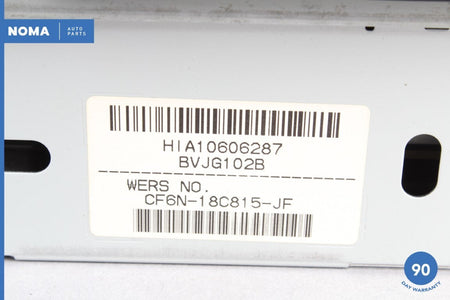 NOMA AUTO PARTS
HIA10606287
BVJG102B
WERS NO.
CF6N-18C815-JF
90
DAY WARRANTY